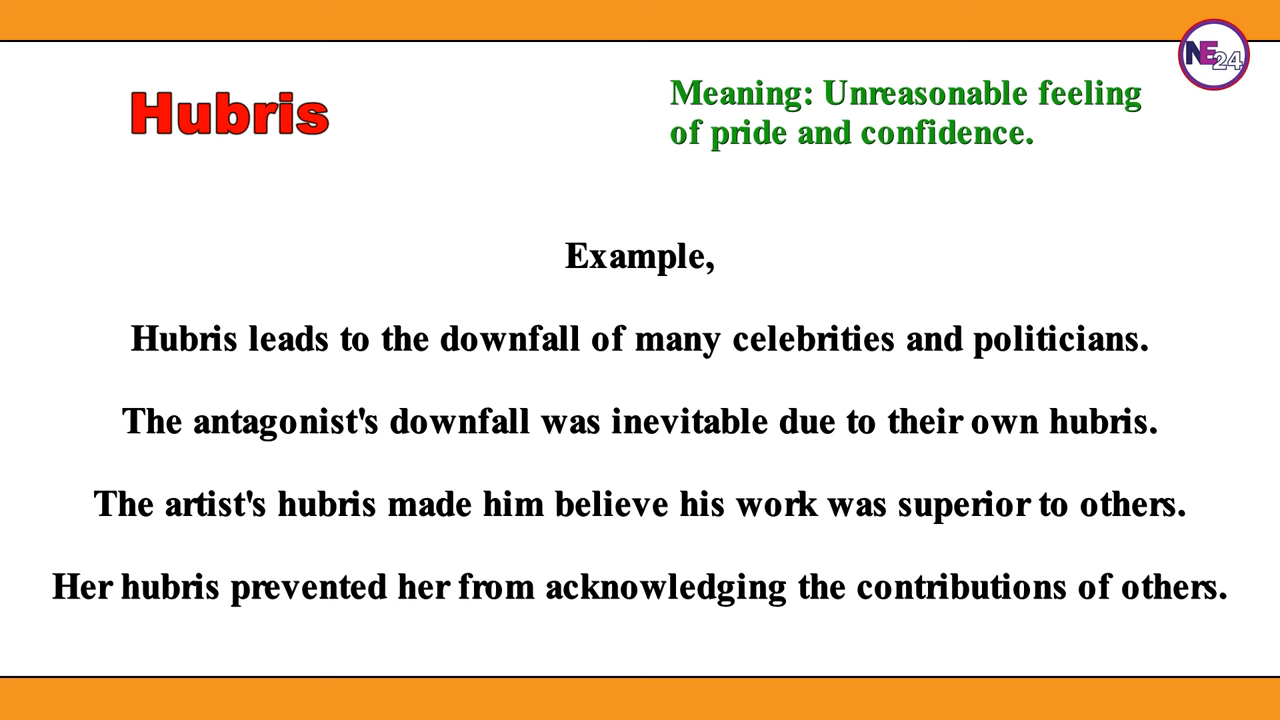 Hubris
Meaning: Unreasonable feeling
of pride and confidence.
NE24
Example,
Hubris leads to the downfall of many celebrities and politicians.
The antagonist's downfall was inevitable due to their own hubris.
The artist's hubris made him believe his work was superior to others.
Her hubris prevented her from acknowledging the contributions of others.